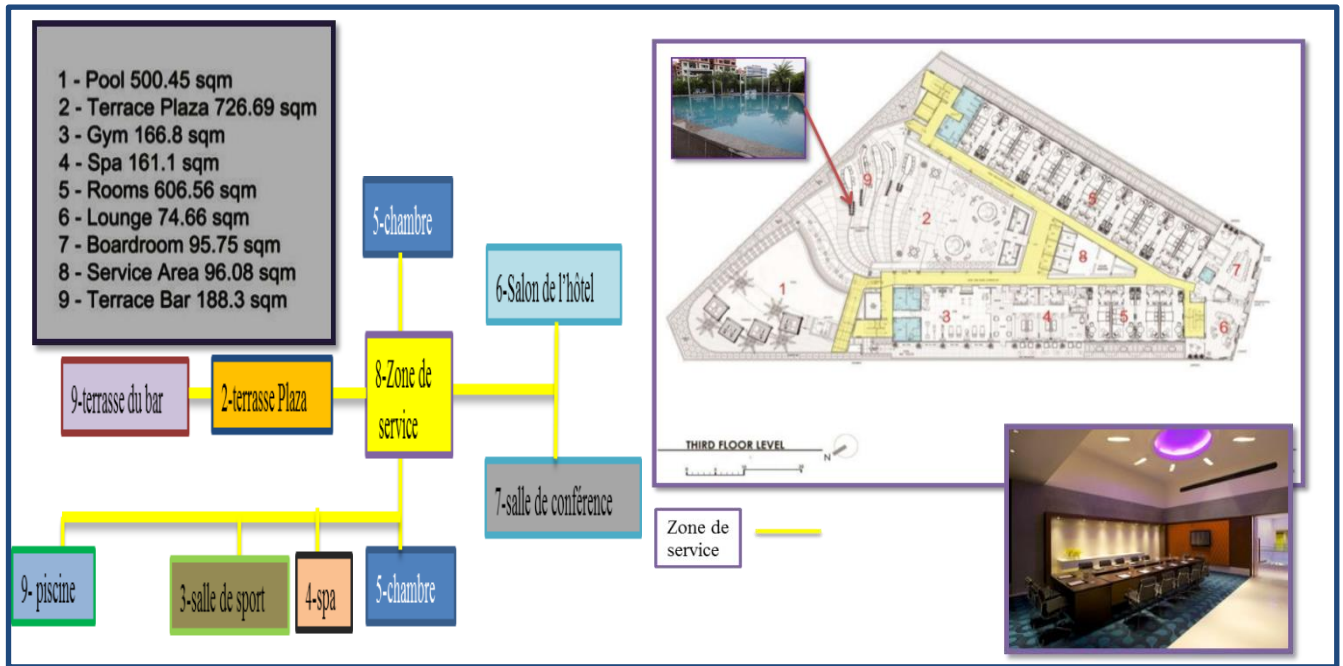 1 - Pool 500.45 sqm
2 - Terrace Plaza 726.69 sqm
3 - Gym 166.8 sqm
4 - Spa 161.1 sqm
5 - Rooms 606.56 sqm
6 - Lounge 74.66 sqm
7 - Boardroom 95.75 sqm
8 - Service Area 96.08 sqm
9 - Terrace Bar 188.3 sqm
5-chambre
6-Salon de l'hôtel
9-terrasse du bar
2-terrasse Plaza
8-Zone de
service
7-salle de conférence
9- piscine
3-salle de sport
4-spa
5-chambre
9
2
5
8
7
1
3
4
5
6
THIRD FLOOR LEVEL
N
Zone de
service